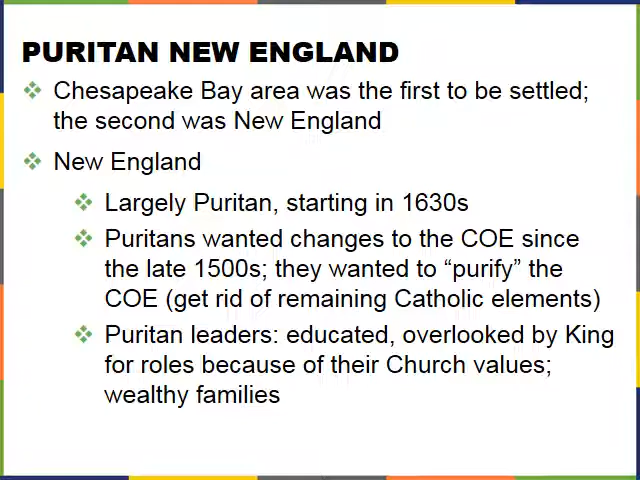 PURITAN NEW ENGLAND
Chesapeake Bay area was the first to be settled;
the second was New England
New England
Largely Puritan, starting in 1630s
Puritans wanted changes to the COE since
the late 1500s; they wanted to “purify” the
COE (get rid of remaining Catholic elements)
Puritan leaders: educated, overlooked by King
for roles because of their Church values;
wealthy families